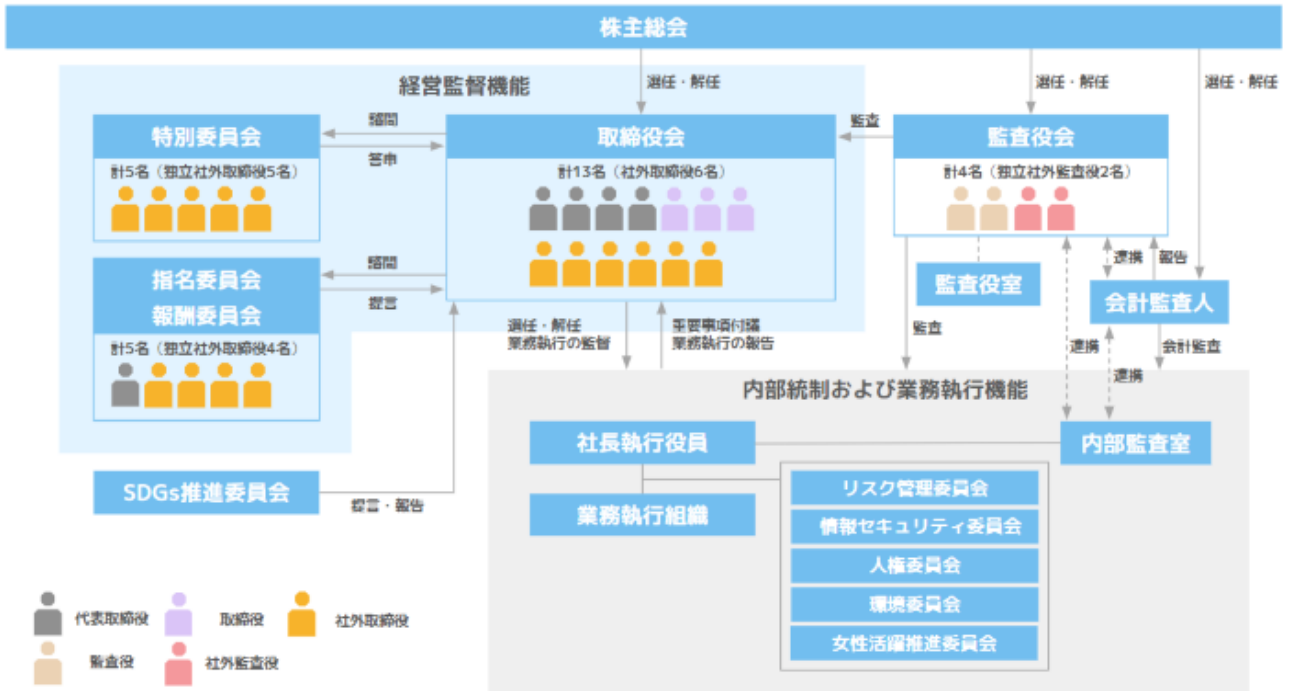 株主総会
選任・解任
選任・解任
選任・解任
経営監督機能
特別委員会
計5名（独立社外取締役5名）
諮問
答申
取締役会
計13名（社外取締役6名）
監査
監査役会
計4名（独立社外監査役2名）
指名委員会
報酬委員会
計5名（独立社外取締役4名）
諮問
提言
監査役室
連携
報告
会計監査人
選任・解任
業務執行の監督
重要事項付議
業務執行の報告
監査
連携
連携
会計監査
内部統制および業務執行機能
社長執行役員
内部監査室
SDGs推進委員会
提言・報告
業務執行組織
リスク管理委員会
情報セキュリティ委員会
人権委員会
環境委員会
女性活躍推進委員会
代表取締役
取締役
社外取締役
監査役
社外監査役